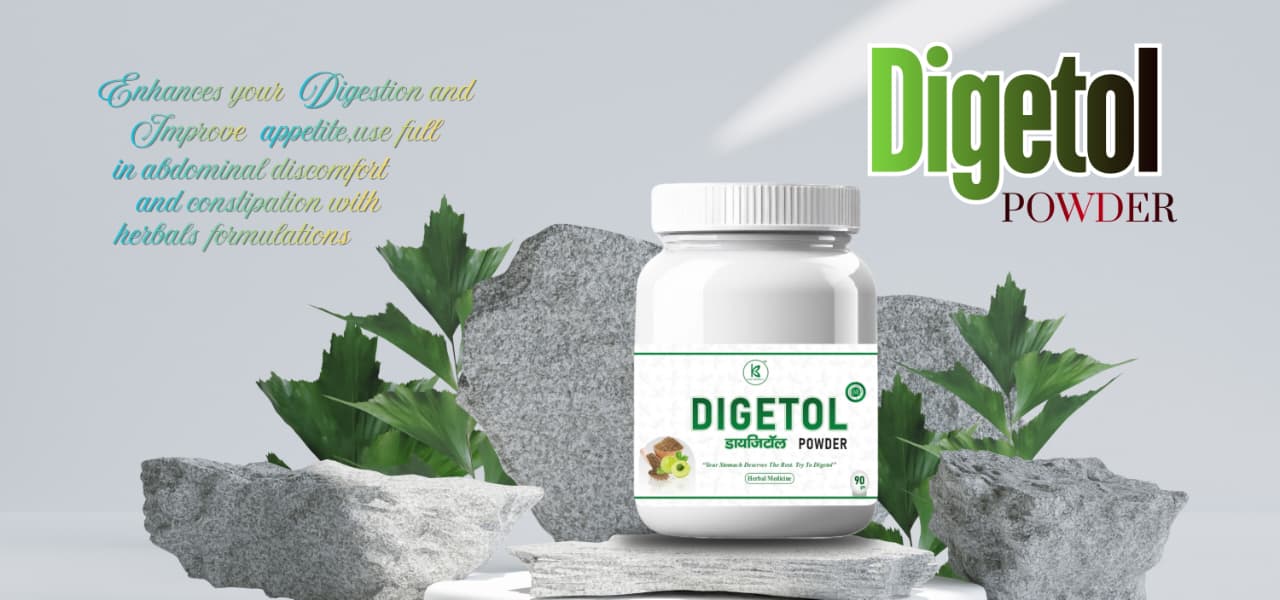 Enhances your Digestion and
Improve appetite,use full
in abdominal discomfort
and constipation with
herbals formulations
Digetol
POWDER
DIGETOL
डायजिटॉल POWDER
"Your Stomach Deserves The Best. Try To Digetol"
Herbal Medicine
90